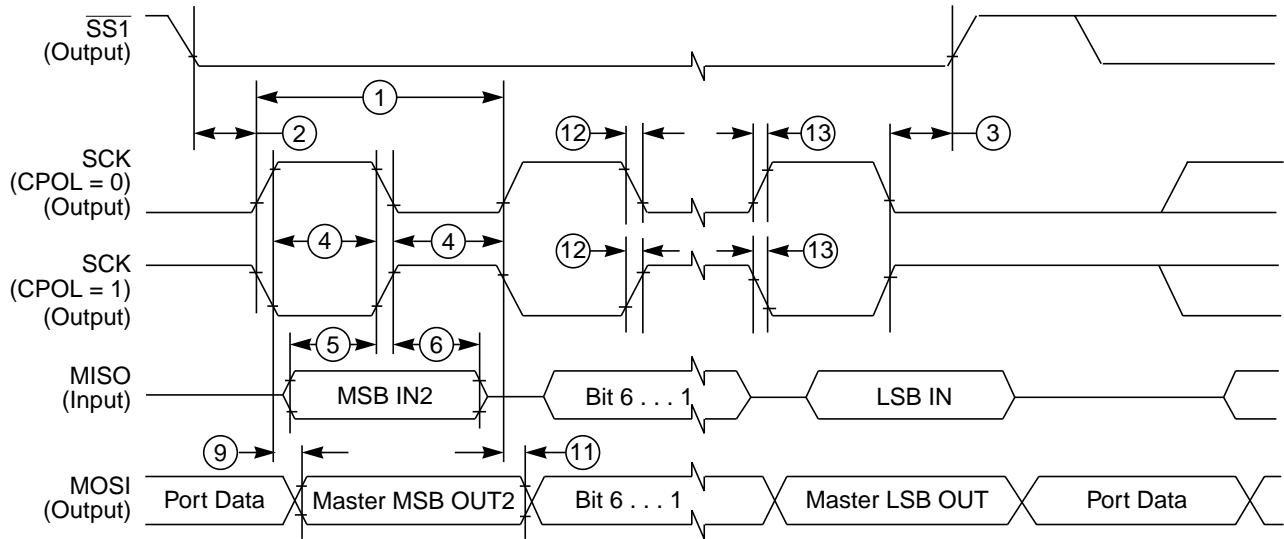 SS1
(Output)
1
2
12
13
3
SCK
(CPOL = 0)
(Output)
4
4
12
13
SCK
(CPOL = 1)
(Output)
5
6
MISO
(Input)
MSB IN2
Bit 6 . . . 1
LSB IN
9
11
MOSI
(Output)
Port Data
Master MSB OUT2
Bit 6 . . . 1
Master LSB OUT
Port Data